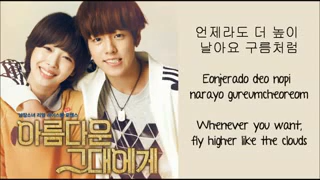 아름다운
그대에게
언제라도 더 높이
날아요 구름처럼
Eonjerado deo nopi
narayo gureumcheoreom
Whenever you want,
fly higher like the clouds